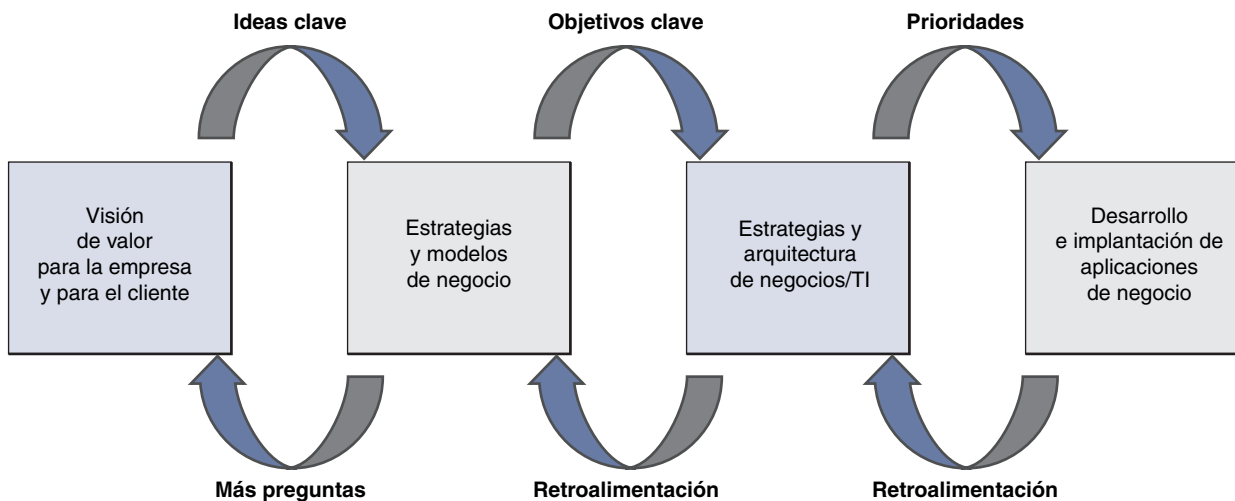 Ideas clave
Objetivos clave
Prioridades
Visión
de valor
para la empresa
y para el cliente
Estrategias
y modelos
de negocio
Estrategias y
arquitectura
de negocios/TI
Desarrollo
e implantación de
aplicaciones
de negocio
Más preguntas
Retroalimentación
Retroalimentación